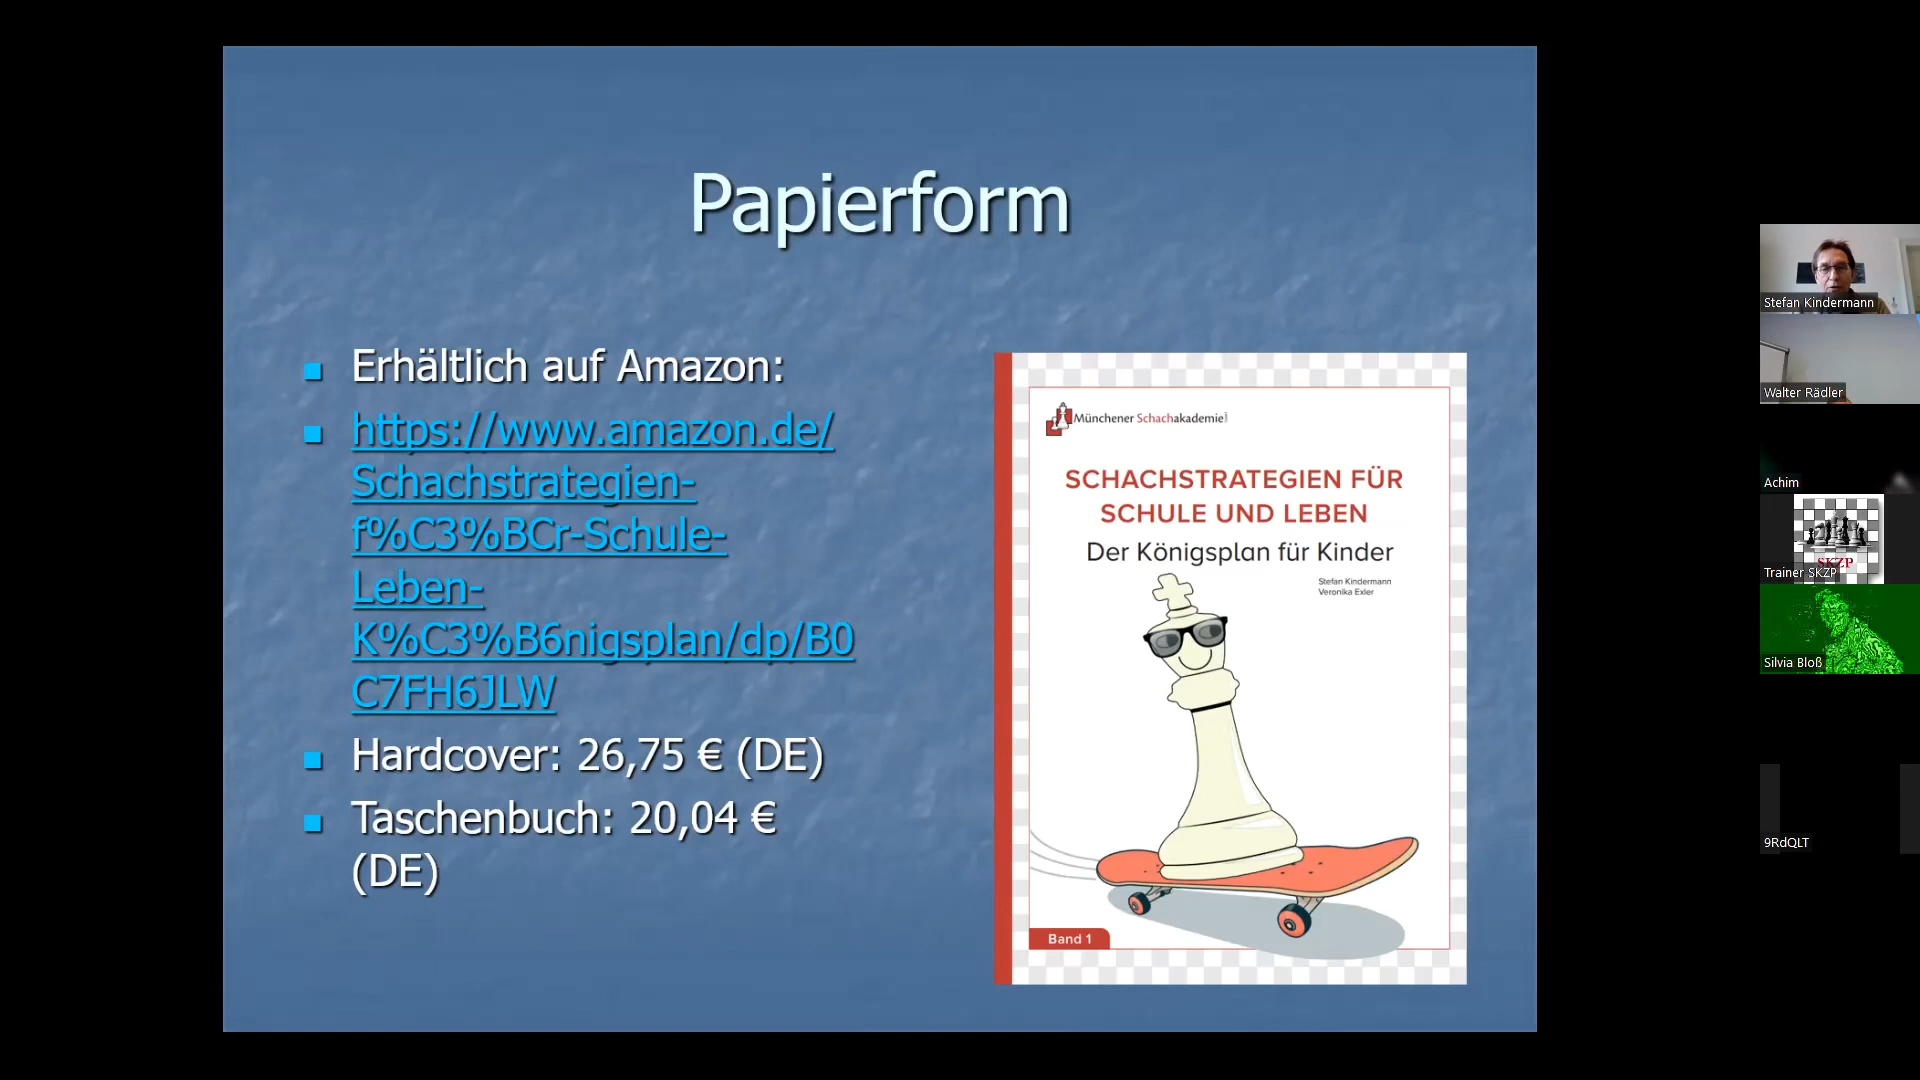 Papierform
Erhältlich auf Amazon:
https://www.amazon.de/
Schachstrategien-
f%C3%BCr-Schule-
Leben-
K%C3%B6nigsplan/dp/B0
C7FH6JLW
Hardcover: 26,75 € (DE)
Taschenbuch: 20,04 €
(DE)
Münchener Schachakademie
SCHACHSTRATEGIEN FÜR
SCHULE UND LEBEN
Der Königsplan für Kinder
Stefan Kindermann
Veronika Exler
Band 1
Stefan Kindermann
Walter Rädler
Achim
SKZP
Trainer SKZP
Silvia Bloß
9RdQLT